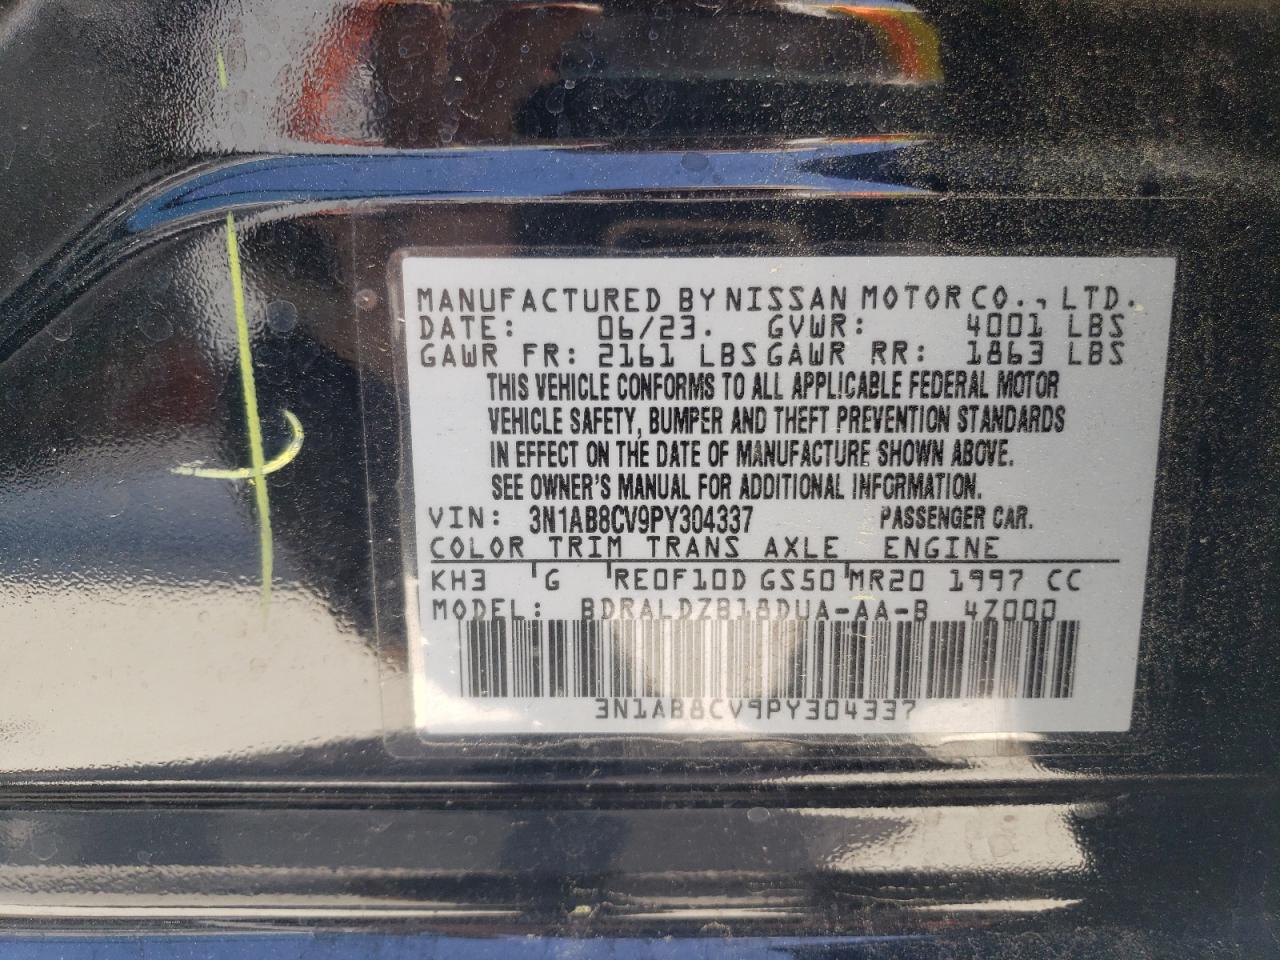 MANUFACTURED BY NISSAN MOTOR CO., LTD.
DATE: 06/23. GVWR: 4001 LBS
GAWR FR: 2161 LBS GAWR RR: 1863 LBS
THIS VEHICLE CONFORMS TO ALL APPLICABLE FEDERAL MOTOR
VEHICLE SAFETY, BUMPER AND THEFT PREVENTION STANDARDS
IN EFFECT ON THE DATE OF MANUFACTURE SHOWN ABOVE.
SEE OWNER'S MANUAL FOR ADDITIONAL INFORMATION.
VIN: 3N1AB8CV9PY304337 PASSENGER CAR.
COLOR TRIM TRANS AXLE ENGINE
KH3 G RE0F10D GS50 MR20 1997 CC
MODEL: BDRALDZB18DUA-AA-B 4Z000
3N1AB8CV9PY304337